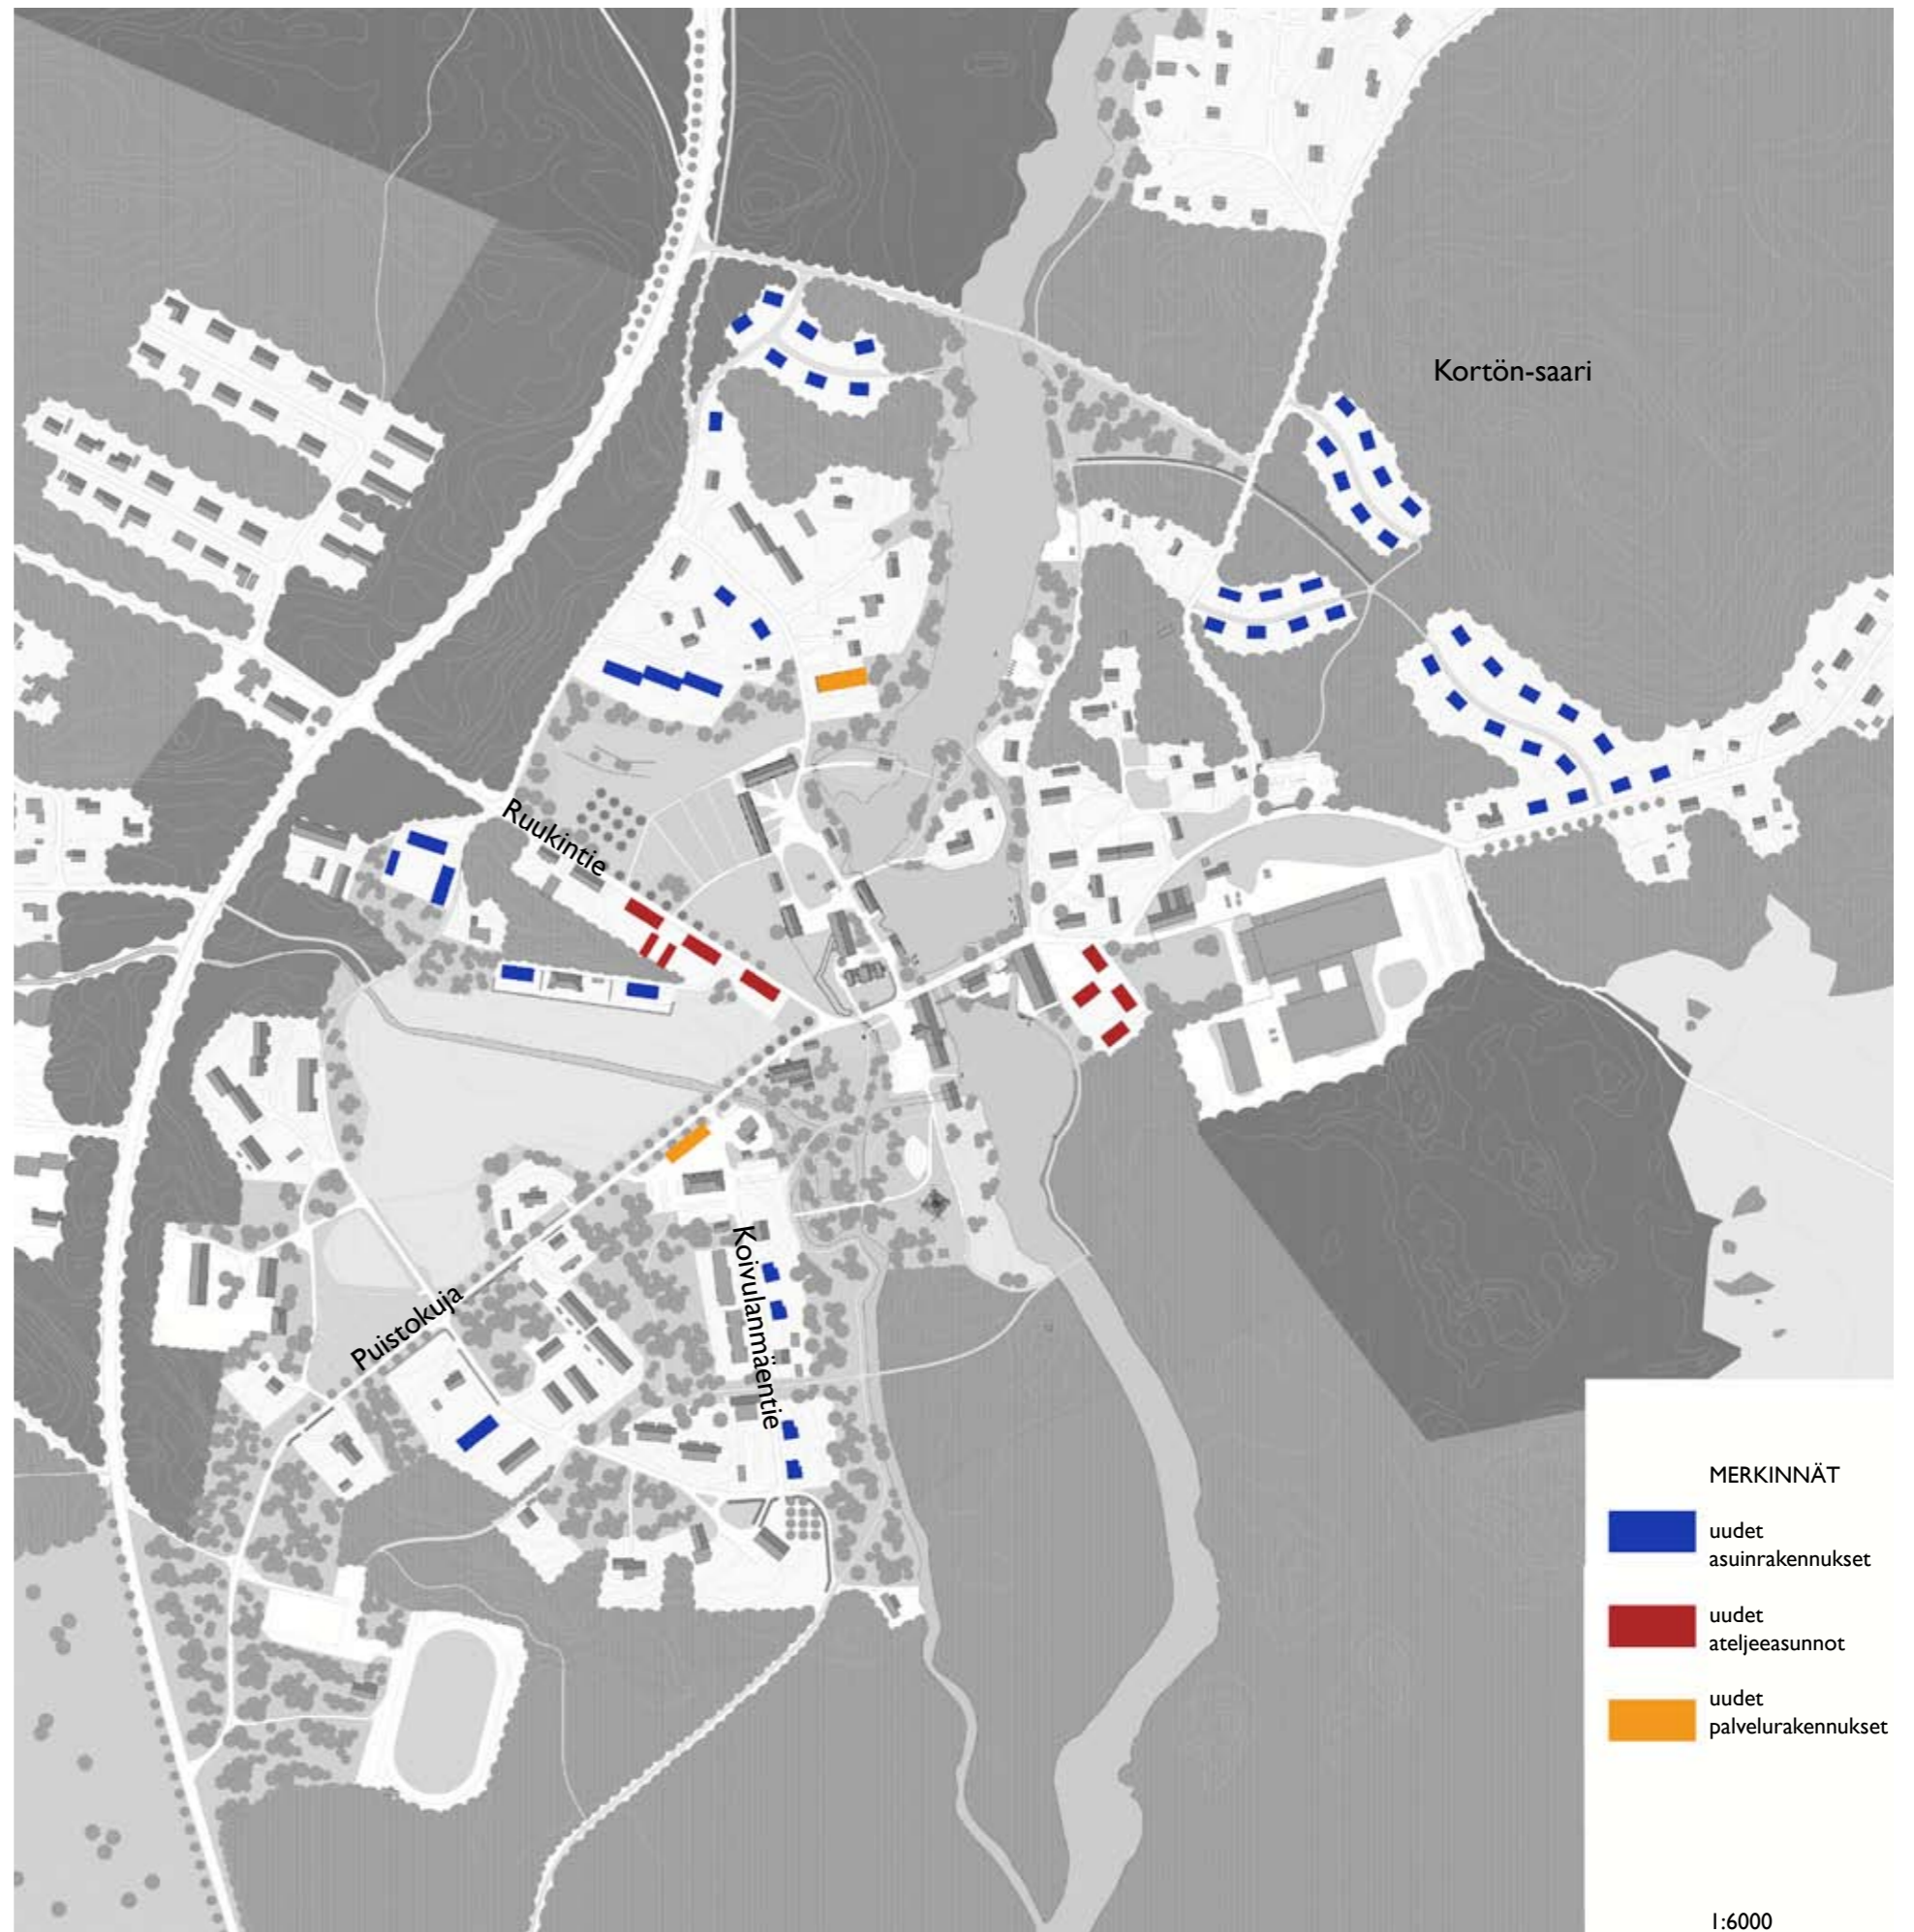 Kortön-saari
Ruukintie
Koivulanmäentie
Puistokuja
MERKINNÄT
uudet
asuinrakennukset
uudet
ateljeeasunnot
uudet
palvelurakennukset
1:6000